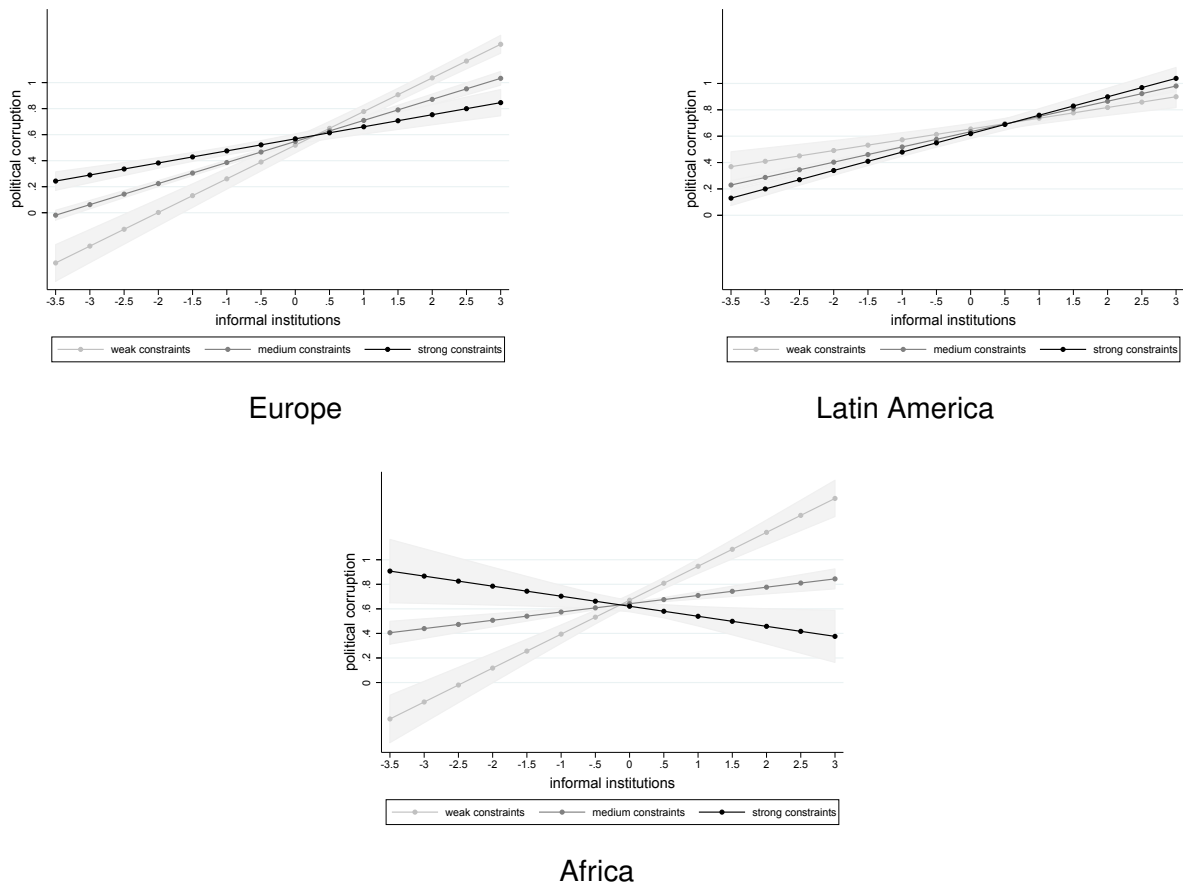 political corruption
1
.8
.6
.4
.2
0
-3.5 -3 -2.5 -2 -1.5 -1 -.5 0 .5 1 1.5 2 2.5 3
informal institutions
weak constraints medium constraints strong constraints
Europe
political corruption
1
.8
.6
.4
.2
0
-3.5 -3 -2.5 -2 -1.5 -1 -.5 0 .5 1 1.5 2 2.5 3
informal institutions
weak constraints medium constraints strong constraints
Latin America
political corruption
1
.8
.6
.4
.2
0
-3.5 -3 -2.5 -2 -1.5 -1 -.5 0 .5 1 1.5 2 2.5 3
informal institutions
weak constraints medium constraints strong constraints
Africa